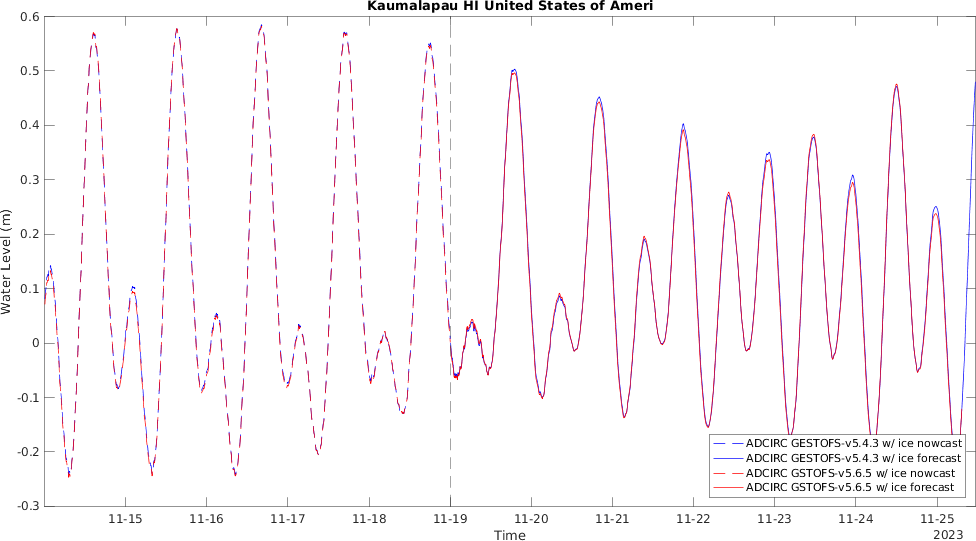 Kaumalapau HI United States of Ameri
0.6
0.5
0.4
0.3
0.2
0.1
0
-0.1
-0.2
-0.3
Water Level (m)
ADCIRC GESTOFS-v5.4.3 w/ ice nowcast
ADCIRC GESTOFS-v5.4.3 w/ ice forecast
ADCIRC GSTOFS-v5.6.5 w/ ice nowcast
ADCIRC GSTOFS-v5.6.5 w/ ice forecast
11-15 11-16 11-17 11-18 11-19 11-20 11-21 11-22 11-23 11-24 11-25
Time
2023